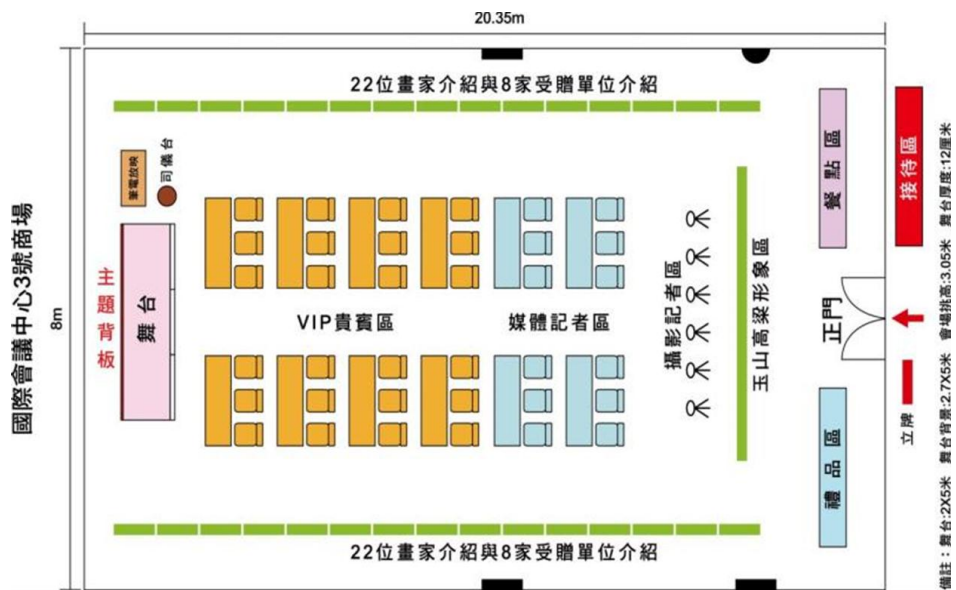 20.35m
22位畫家介紹與8家受贈單位介紹
國際會議中心3號商場
8m
主題背板
舞台
筆電放映
司儀台
VIP貴賓區
媒體記者區
攝影記者區
玉山高粱形象區
餐點區
接待區
正門
禮品區
立牌
22位畫家介紹與8家受贈單位介紹
備註：舞台:2X5米 舞台背景:2.7X5米 會場挑高:3.05米 舞台厚度:12厘米